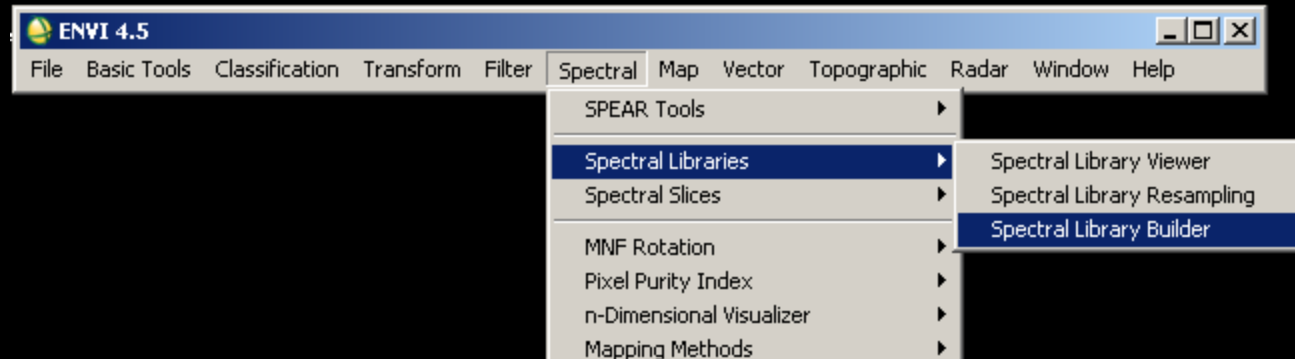 ENVI 4.5
File Basic Tools Classification Transform Filter Spectral Map Vector Topographic Radar Window Help
SPEAR Tools
Spectral Libraries
Spectral Slices
MNF Rotation
Pixel Purity Index
n-Dimensional Visualizer
Mapping Methods
Spectral Library Viewer
Spectral Library Resampling
Spectral Library Builder